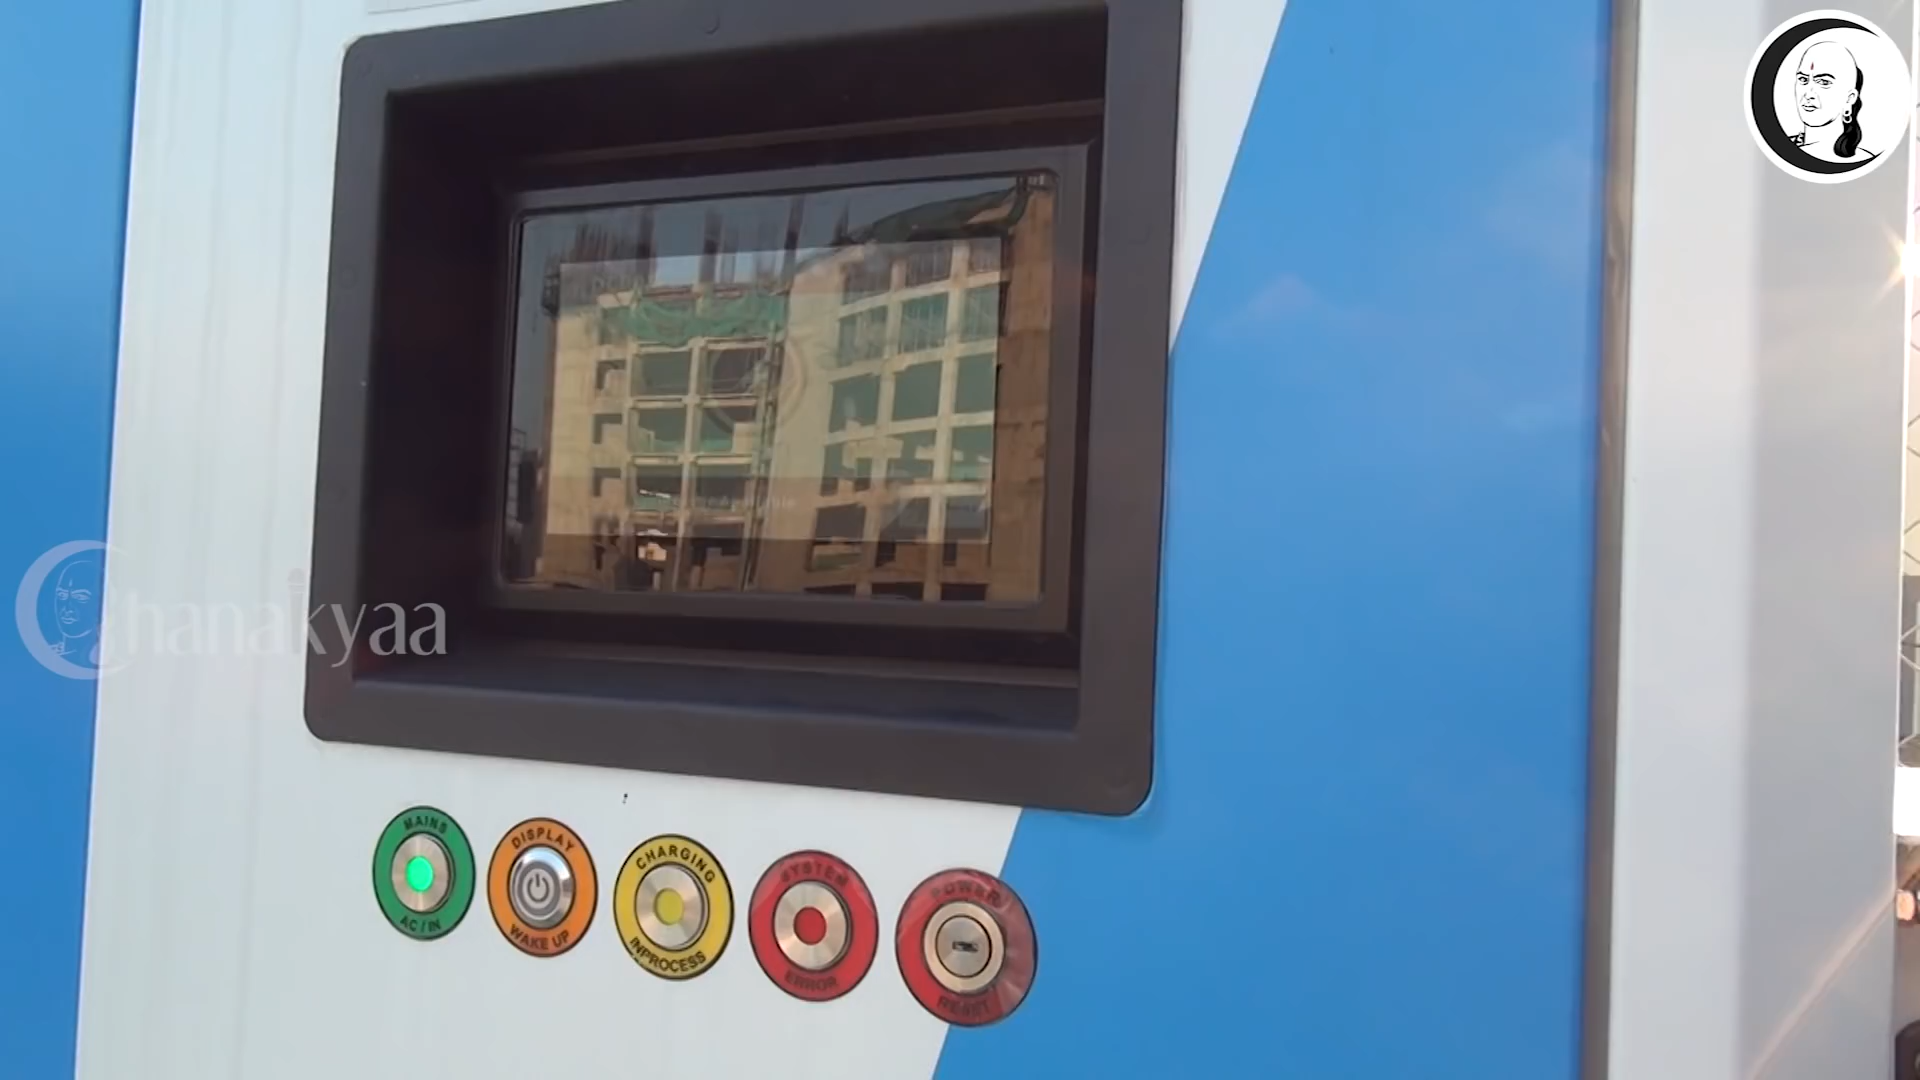 Chanakyaa
MAINS
AC / IN
DISPLAY
WAKE UP
CHARGING
INPROCESS
SYSTEM
ERROR
POWER
RESET